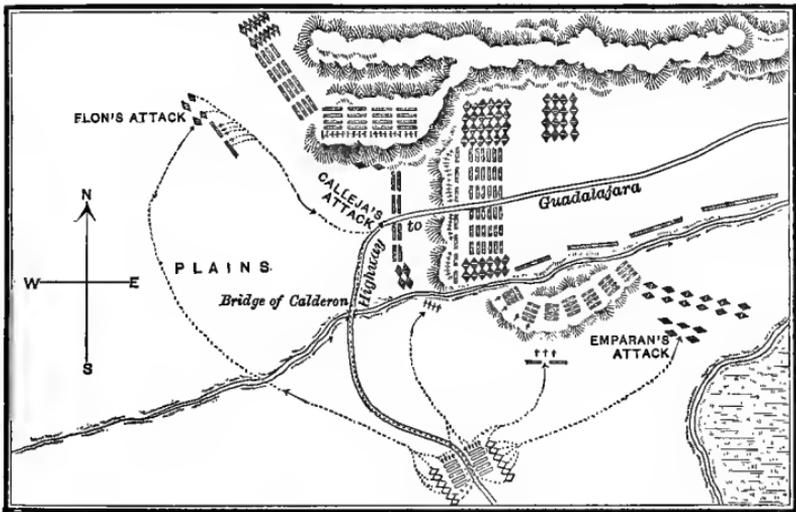 FLON'S ATTACK
CALLEJA'S
ATTACK
Highway to Guadalajara
N
W E
S
PLAINS
Bridge of Calderon
EMPARAN'S
ATTACK